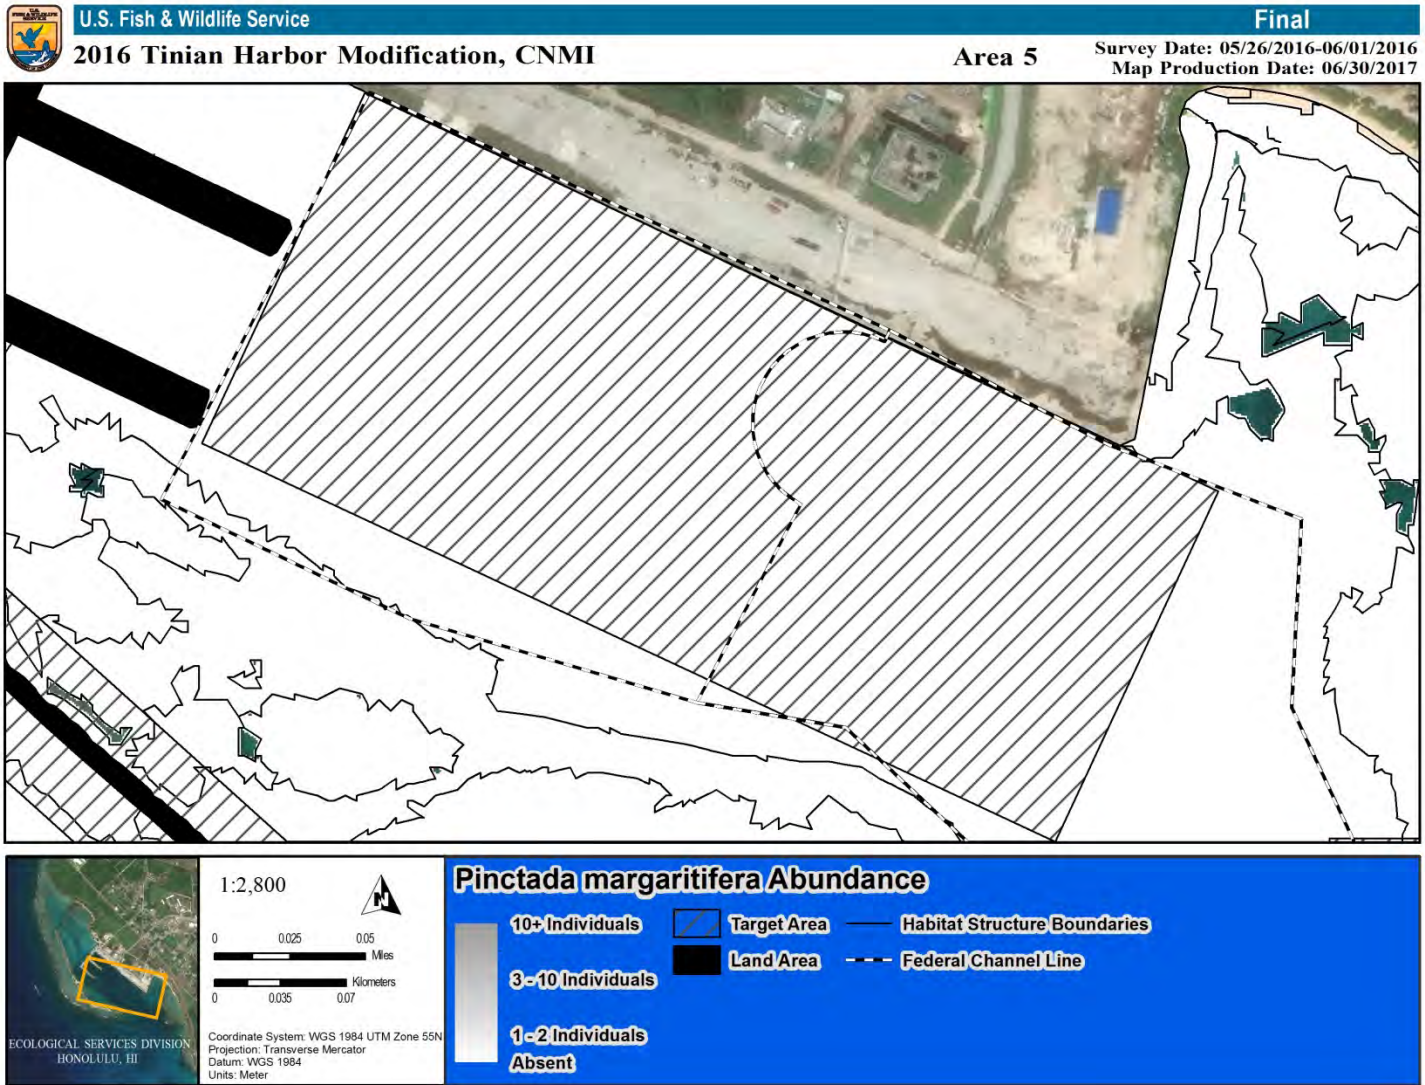 U.S. Fish & Wildlife Service
Final
2016 Tinian Harbor Modification, CNMI
Area 5
Survey Date: 05/26/2016-06/01/2016
Map Production Date: 06/30/2017
ECOLOGICAL SERVICES DIVISION
HONOLULU, HI
1:2,800
N
0 0.025 0.05
Miles
Kilometers
0 0.035 0.07
Coordinate System: WGS 1984 UTM Zone 55N
Projection: Transverse Mercator
Datum: WGS 1984
Units: Meter
Pinctada margaritifera Abundance
10+ Individuals
3 - 10 Individuals
1 - 2 Individuals
Absent
Target Area
Land Area
Habitat Structure Boundaries
Federal Channel Line